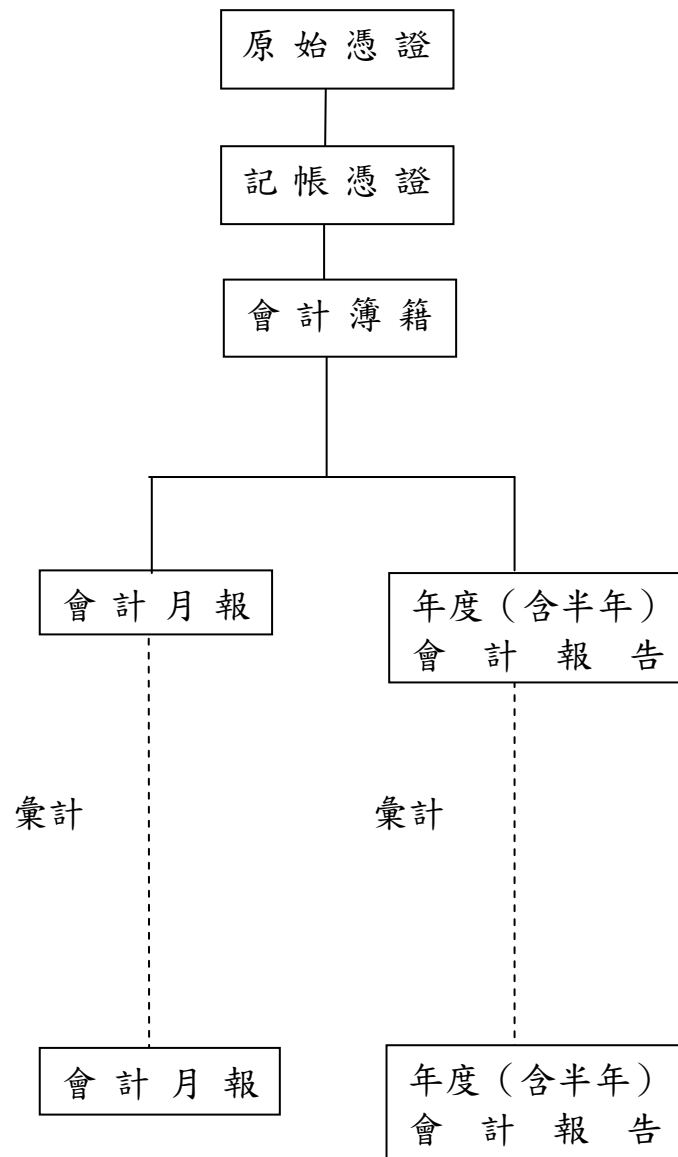 原始憑證
記帳憑證
會計簿籍
會計月報
年度（含半年）
會計報告
彙計
彙計
會計月報
年度（含半年）
會計報告